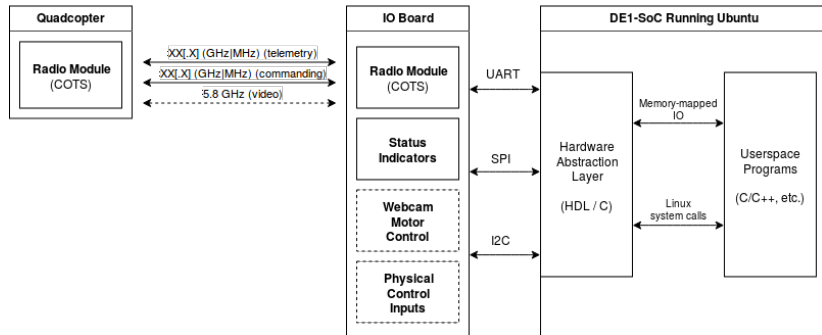 Quadcopter
Radio Module
(COTS)
XX[.X] (GHz|MHz) (telemetry)
XX[.X] (GHz|MHz) (commanding)
5.8 GHz (video)
IO Board
Radio Module
(COTS)
Status
Indicators
Webcam
Motor
Control
Physical
Control
Inputs
UART
SPI
I2C
DE1-SoC Running Ubuntu
Hardware
Abstraction
Layer
(HDL / C)
Memory-mapped
IO
Linux
system calls
Userspace
Programs
(C/C++, etc.)